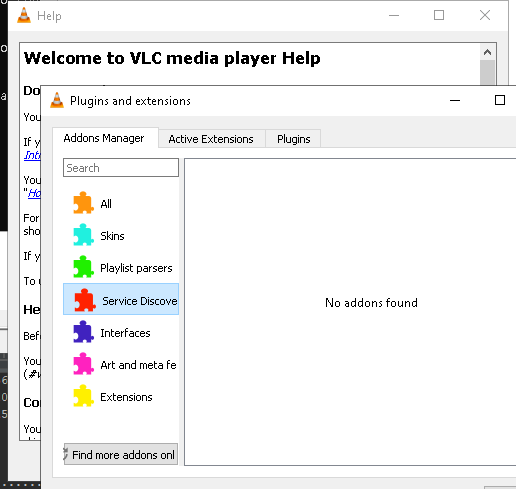 Help
Welcome to VLC media player Help
Do
You
If y
Int
You
"Ho
For
sho
If y
To
He
Befo
You
(#v
Co
You
Plugins and extensions
Addons Manager
Active Extensions
Plugins
Search
All
Skins
Playlist parsers
Service Discove
Interfaces
Art and meta fe
Extensions
Find more addons onl
No addons found